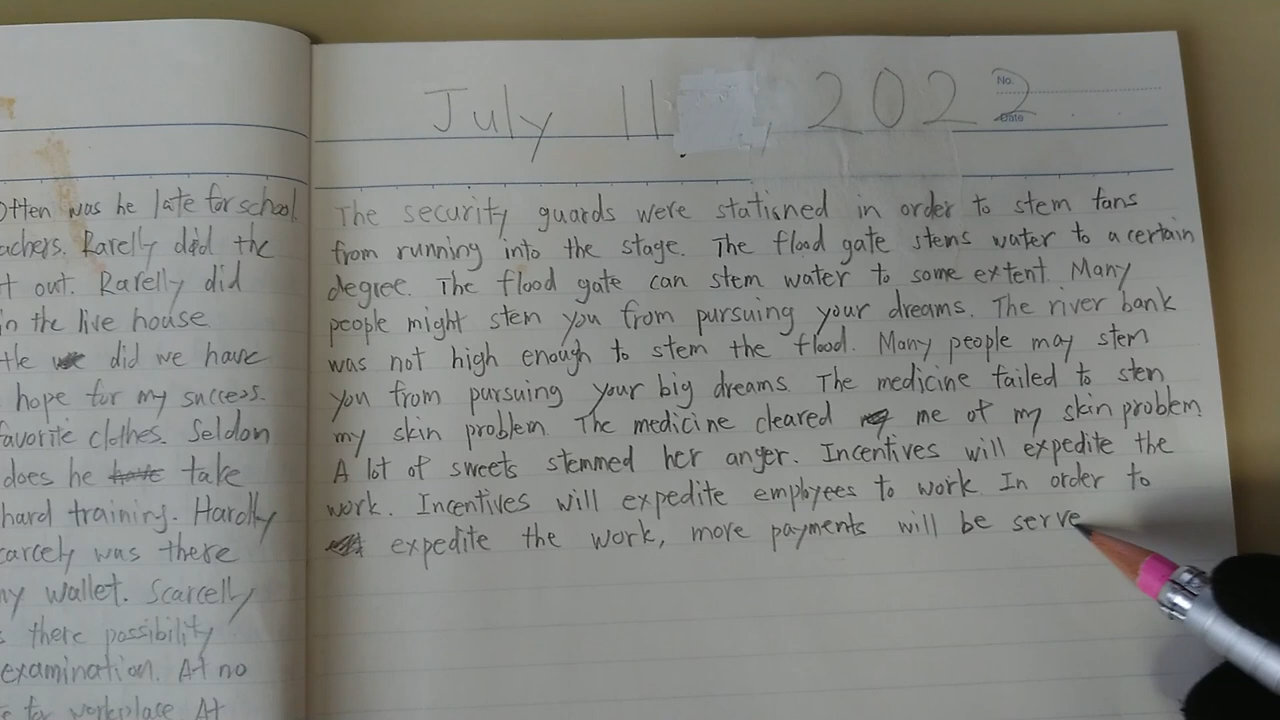 Often was he late for school.
achers. Rarelly did the
t out. Rarelly did
in the live house.
tle did we have
hope for my success.
favorite clothes. Seldom
does he have take
hard training. Hardly
carcely was there
my wallet. Scarcelly
s there possibility
examination. At no
for workplace At
July 11 , 2022
No.
Date
The security guards were stationed in order to stem fans
from running into the stage. The flood gate stems water to a certain
degree. The flood gate can stem water to some extent. Many
people might stem you from pursuing your dreams. The river bank
was not high enough to stem the flood. Many people may stem
you from pursuing your big dreams. The medicine failed to stem
my skin problem. The medicine cleared me of my skin problem.
A lot of sweets stemmed her anger. Incentives will expedite the
work. Incentives will expedite employees to work. In order to
expedite the work, more payments will be serve